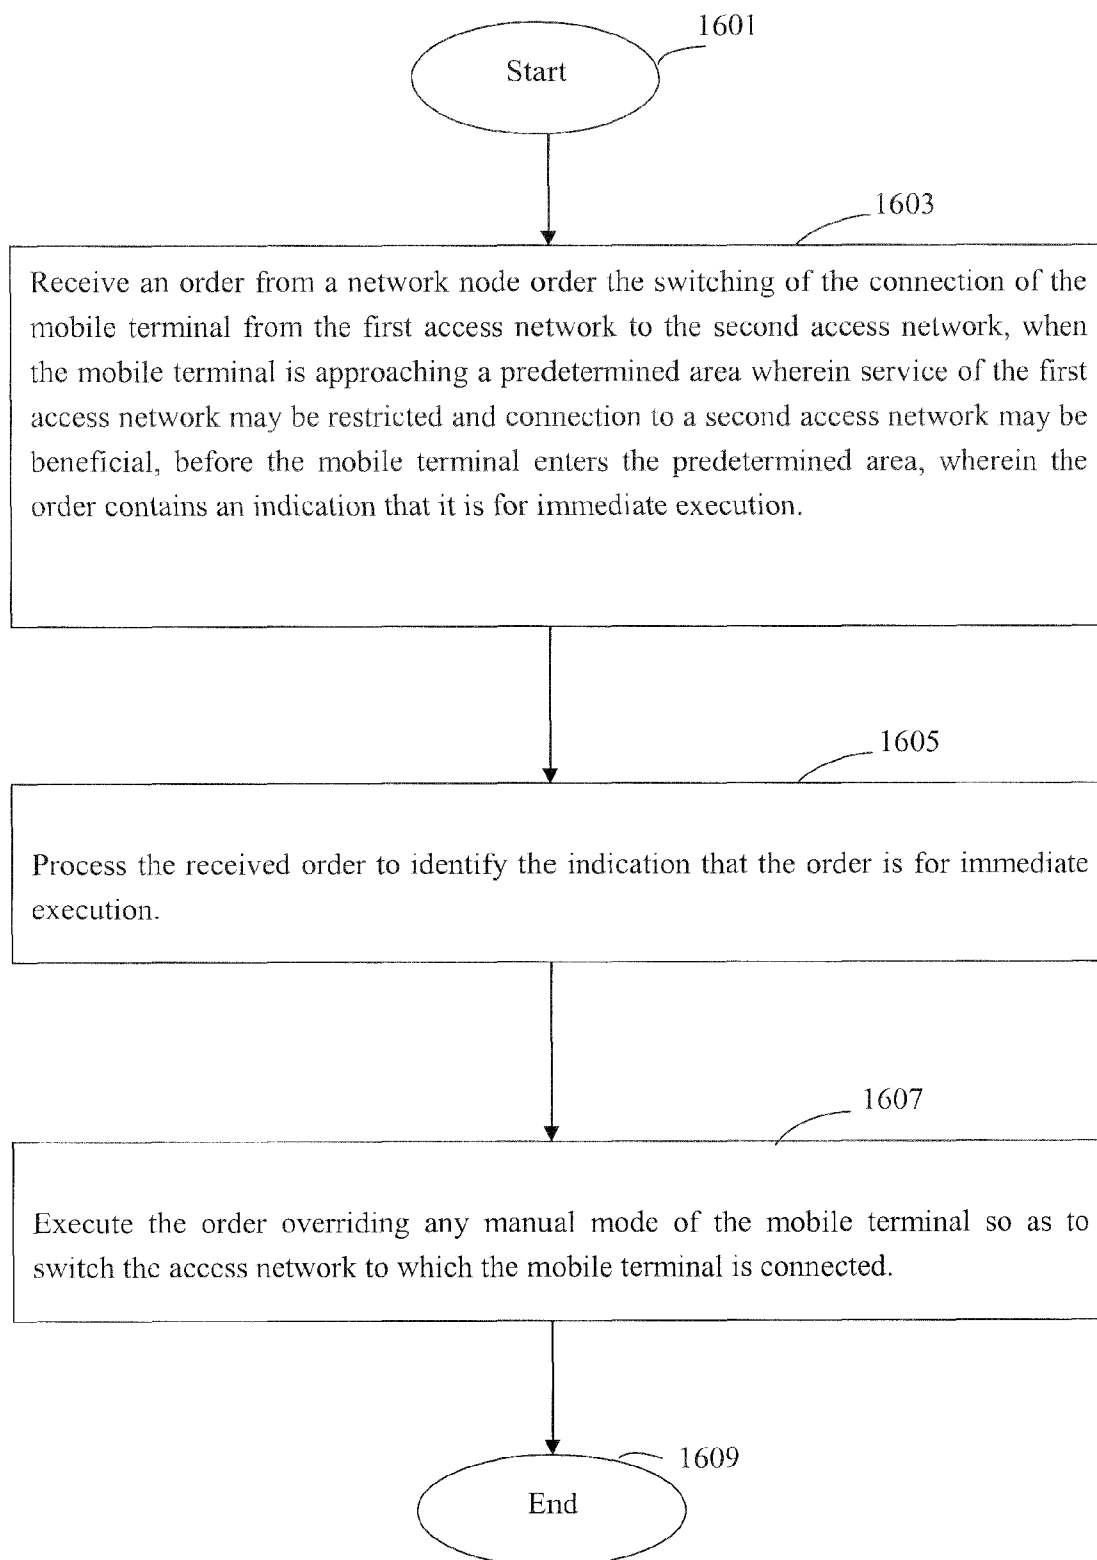 1601
Start
1603
Receive an order from a network node order the switching of the connection of the
mobile terminal from the first access network to the second access network, when
the mobile terminal is approaching a predetermined area wherein service of the first
access network may be restricted and connection to a second access network may be
beneficial, before the mobile terminal enters the predetermined area, wherein the
order contains an indication that it is for immediate execution.
1605
Process the received order to identify the indication that the order is for immediate
execution.
1607
Execute the order overriding any manual mode of the mobile terminal so as to
switch the access network to which the mobile terminal is connected.
1609
End